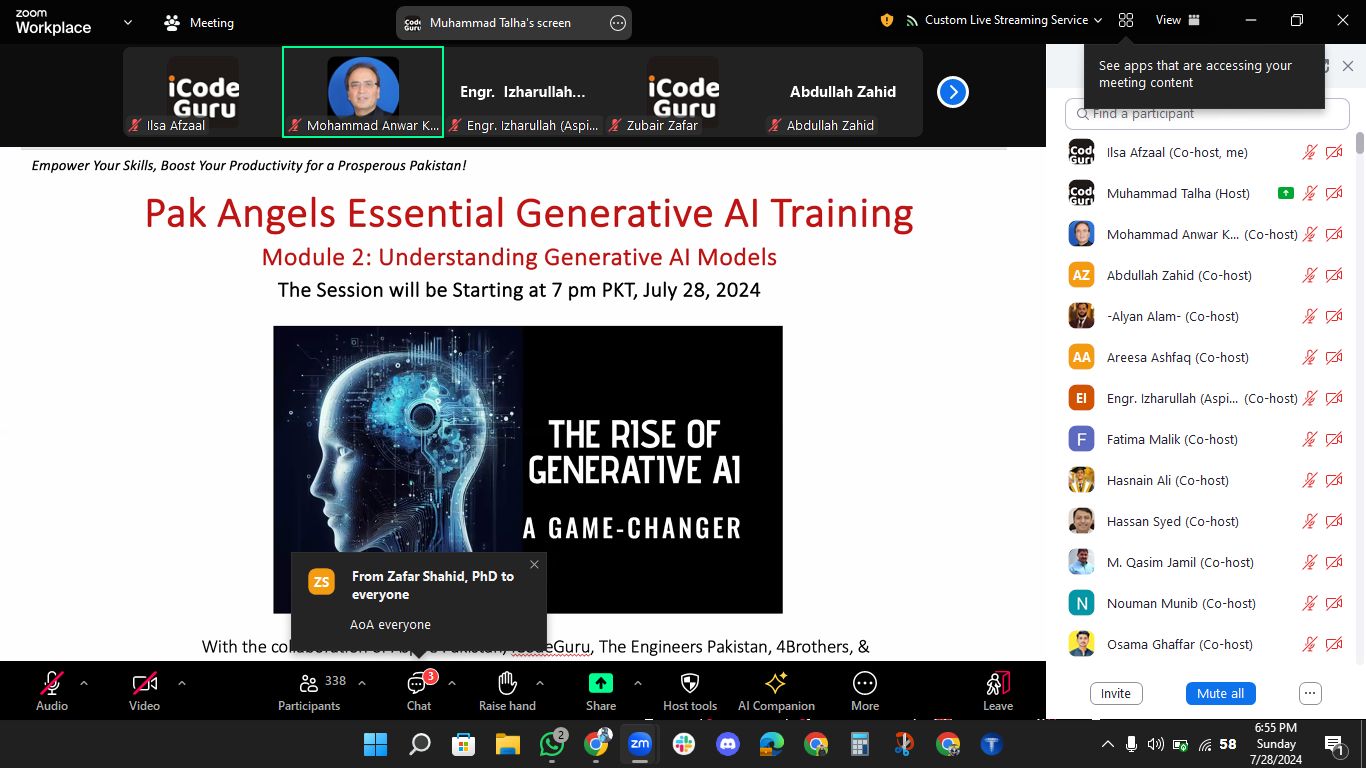 zoom
Workplace
Meeting
Muhammad Talha's screen
Custom Live Streaming Service
View
See apps that are accessing your
meeting content
iCode
Guru
Ilsa Afzaal
Mohammad Anwar K...
Engr. Izharullah...
Engr. Izharullah (Aspi...
iCode
Guru
Zubair Zafar
Abdullah Zahid
Abdullah Zahid
Find a participant
Empower Your Skills, Boost Your Productivity for a Prosperous Pakistan!
Pak Angels Essential Generative AI Training
Module 2: Understanding Generative AI Models
The Session will be Starting at 7 pm PKT, July 28, 2024
THE RISE OF
GENERATIVE AI
A GAME-CHANGER
ZS
From Zafar Shahid, PhD to
everyone
AoA everyone
With the Pakistan, iCodeGuru, The Engineers Pakistan, 4Brothers, &
iCode
Guru
Ilsa Afzaal (Co-host, me)
iCode
Guru
Muhammad Talha (Host)
Mohammad Anwar K... (Co-host)
AZ
Abdullah Zahid (Co-host)
-Alyan Alam- (Co-host)
AA
Areesa Ashfaq (Co-host)
EI
Engr. Izharullah (Aspi... (Co-host)
F
Fatima Malik (Co-host)
Hasnain Ali (Co-host)
Hassan Syed (Co-host)
M. Qasim Jamil (Co-host)
N
Nouman Munib (Co-host)
Osama Ghaffar (Co-host)
Invite
Mute all
Audio
Video
338
Participants
3
Chat
Raise hand
Share
Host tools
AI Companion
More
Leave
2
zm
T
58
6:55 PM
Sunday
7/28/2024
1